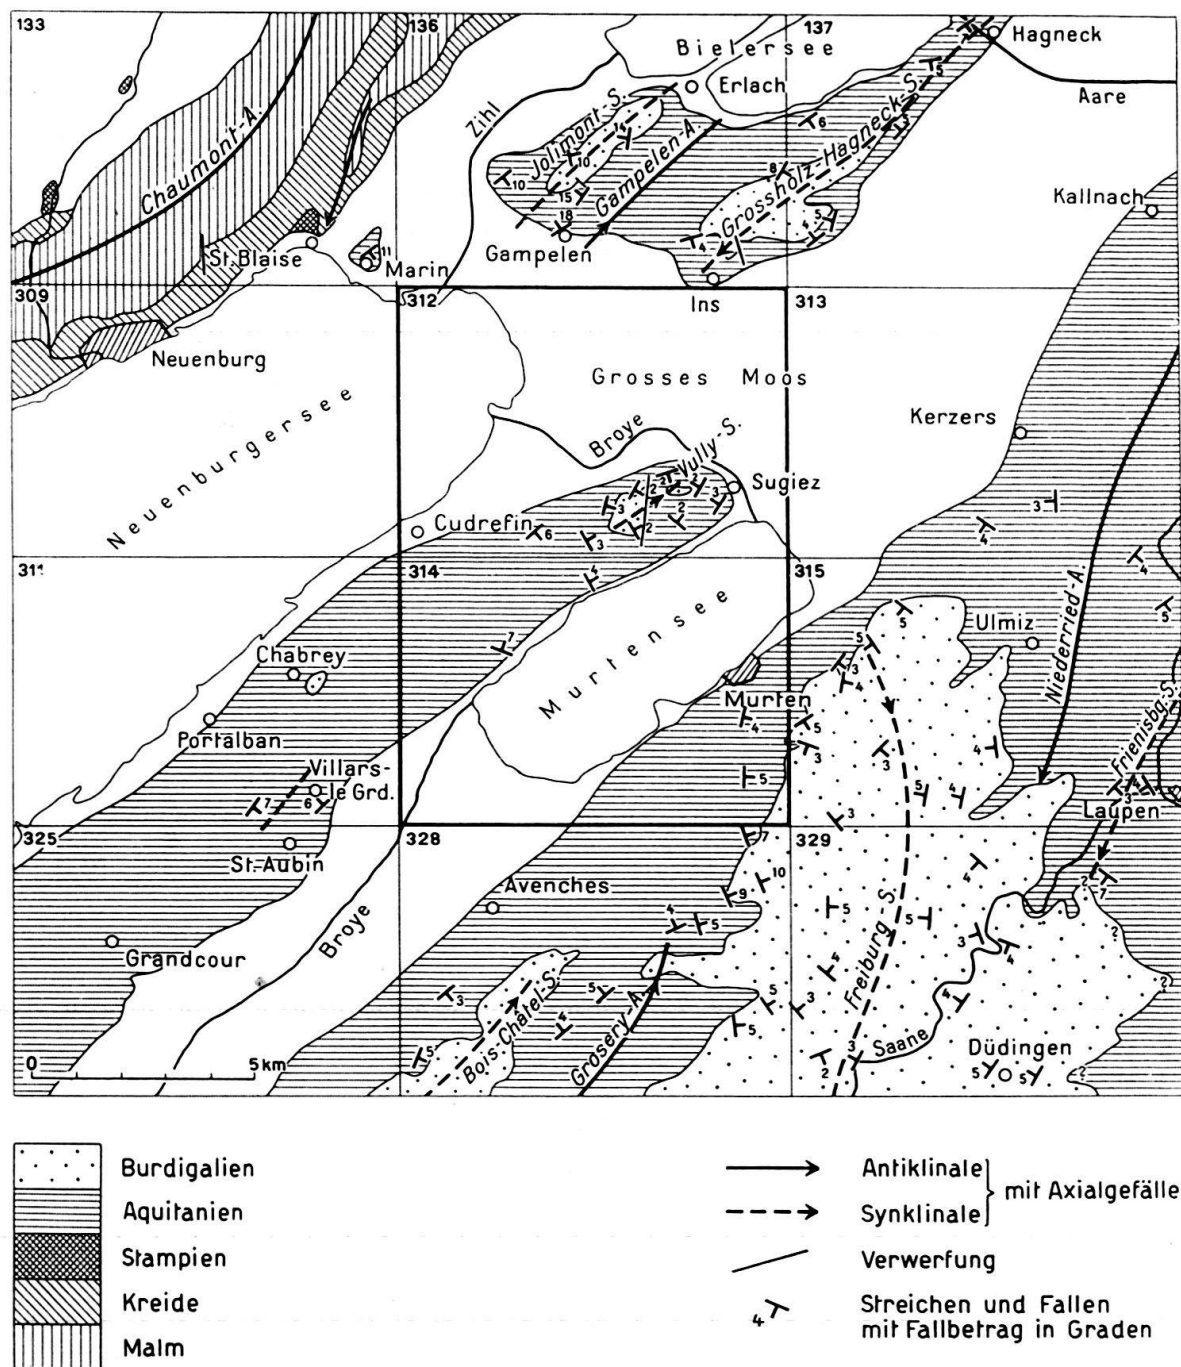 133
136
137
Hagneck
Bielersee
Erlach
Aare
Zihl
Jolimont-S.
Chaumont-A.
Gampelen-A.
Grossholz-Hagneck-S.
Kallnach
St. Blaise
Marin
Gampelen
Ins
309
312
313
Neuenburg
Grosses Moos
Neuenburgersee
Broye
Vully-S.
Kerzers
Sugiez
Cudrefin
311
314
315
Murtensee
Ulmiz
Niederried-A.
Chabrey
Murten
Frienisbg.S.
Portalban
Villars-
le Grd.
Laupen
325
328
329
St. Aubin
Avenches
Broye
Grandcour
Freiburg S.
Bois-Châtel-S.
Grosery-A.
Saane
Düdingen
0
5 km
Burdigalien
Aquitanien
Stampien
Kreide
Malm
Antiklinale
Synklinale
mit Axialgefälle
Verwerfung
4
Streichen und Fallen
mit Fallbetrag in Graden